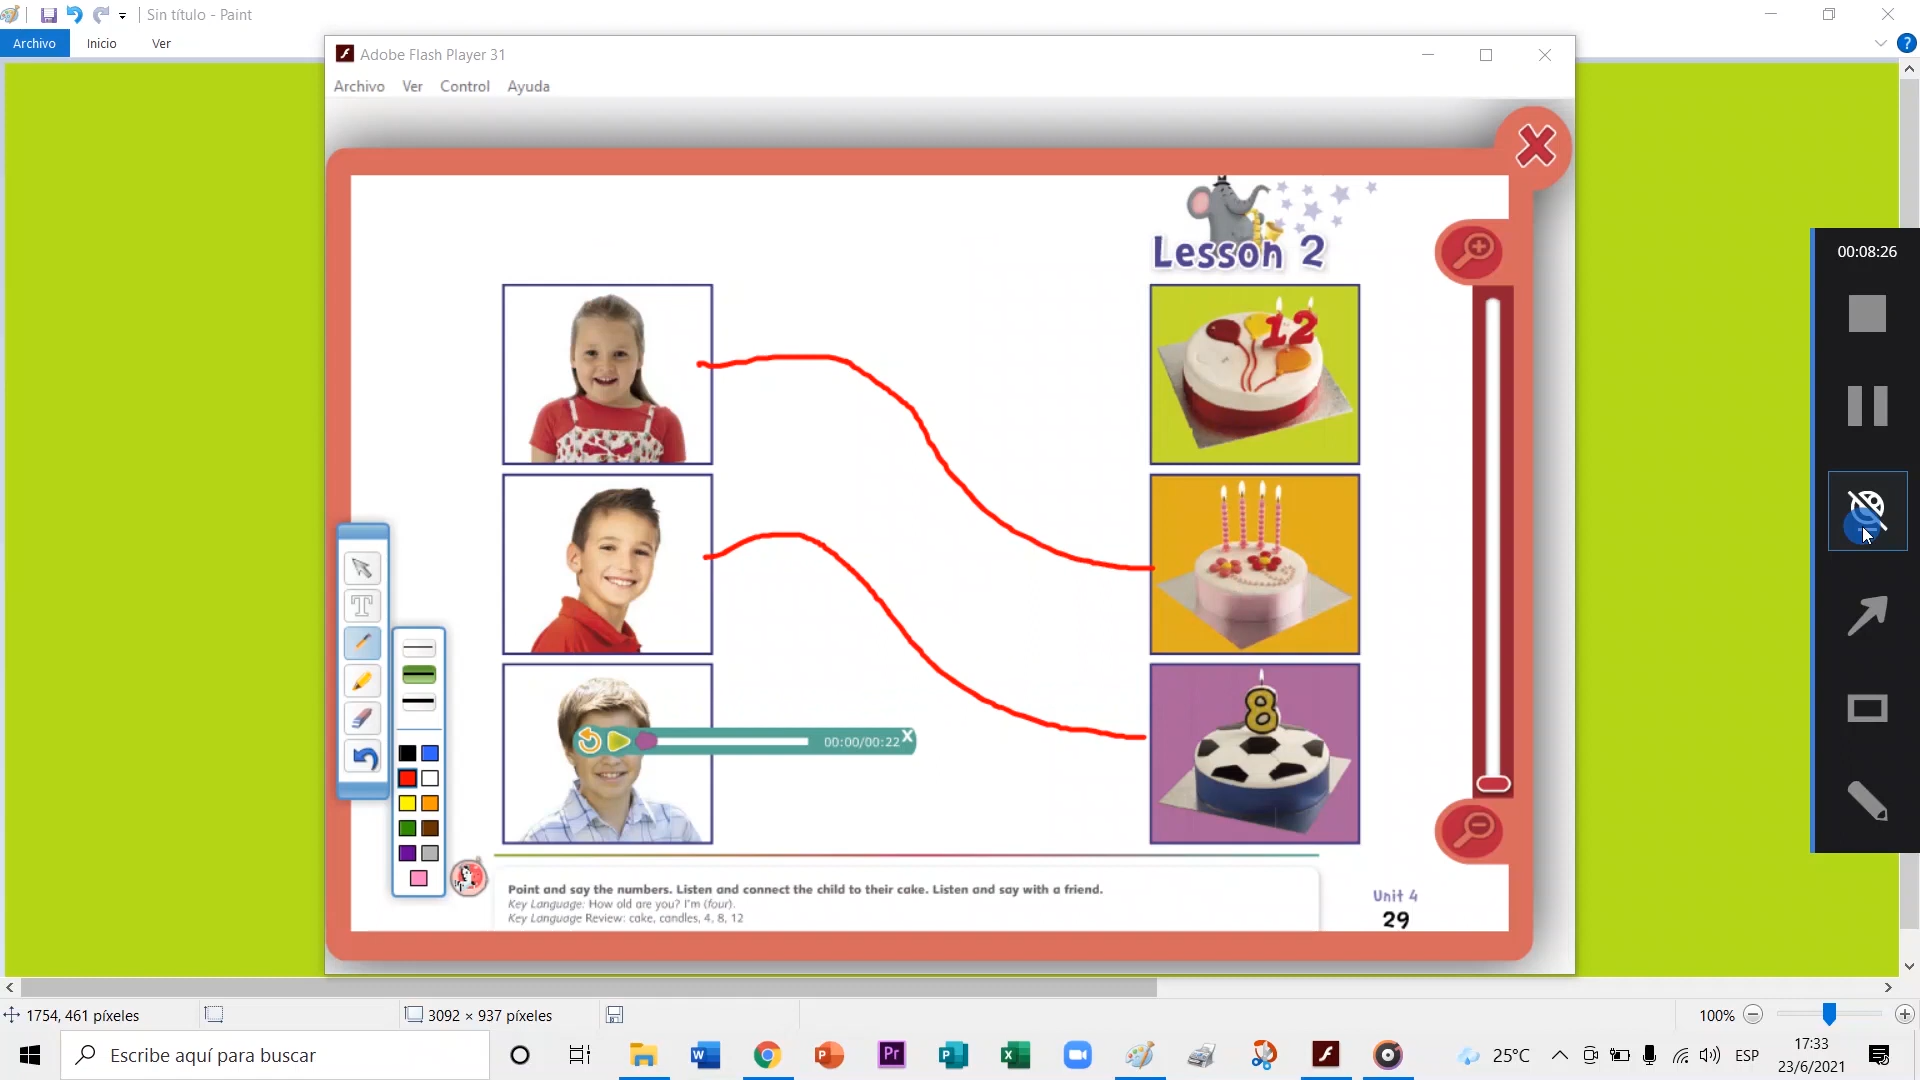 Sin título - Paint
Archivo
Inicio
Ver
?
Adobe Flash Player 31
Archivo
Ver
Control
Ayuda
Lesson 2
12
00:08:26
8
T
00:00/00:22
X
Point and say the numbers. Listen and connect the child to their cake. Listen and say with a friend.
Key Language: How old are you? I'm (four).
Key Language Review: cake, candles, 4, 8, 12
Unit 4
29
1754, 461 píxeles
3092 × 937 píxeles
100%
Escribe aquí para buscar
W
P
Pr
P
X
25°C
ESP
17:33
23/6/2021